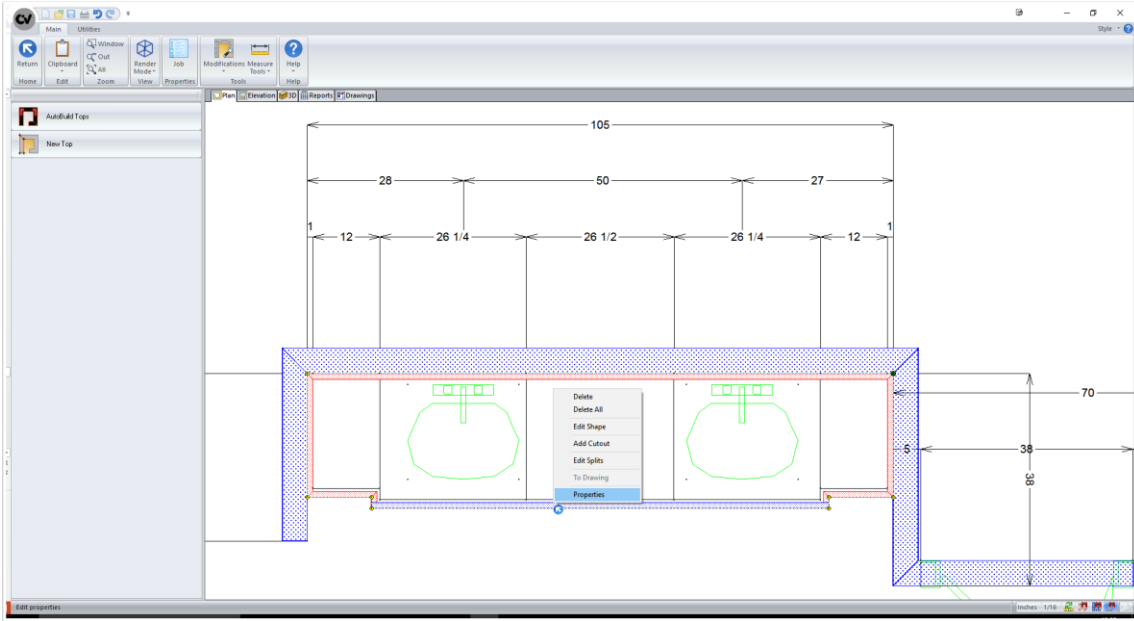 CV
Main Utilities
Style
Return
Clipboard
Window
Out
All
Render Mode
Job
Modifications
Measure Tools
Help
Home Edit Zoom View Properties Tools Help
Plan Elevation 3D Reports Drawings
AutoBuild Tops
New Top
105
28 50 27
1 12 26 1/4 26 1/2 26 1/4 12 1
Delete
Delete All
Edit Shape
Add Cutout
Edit Splits
To Drawing
Properties
70
5 38
38
Edit properties
Inches 1/16